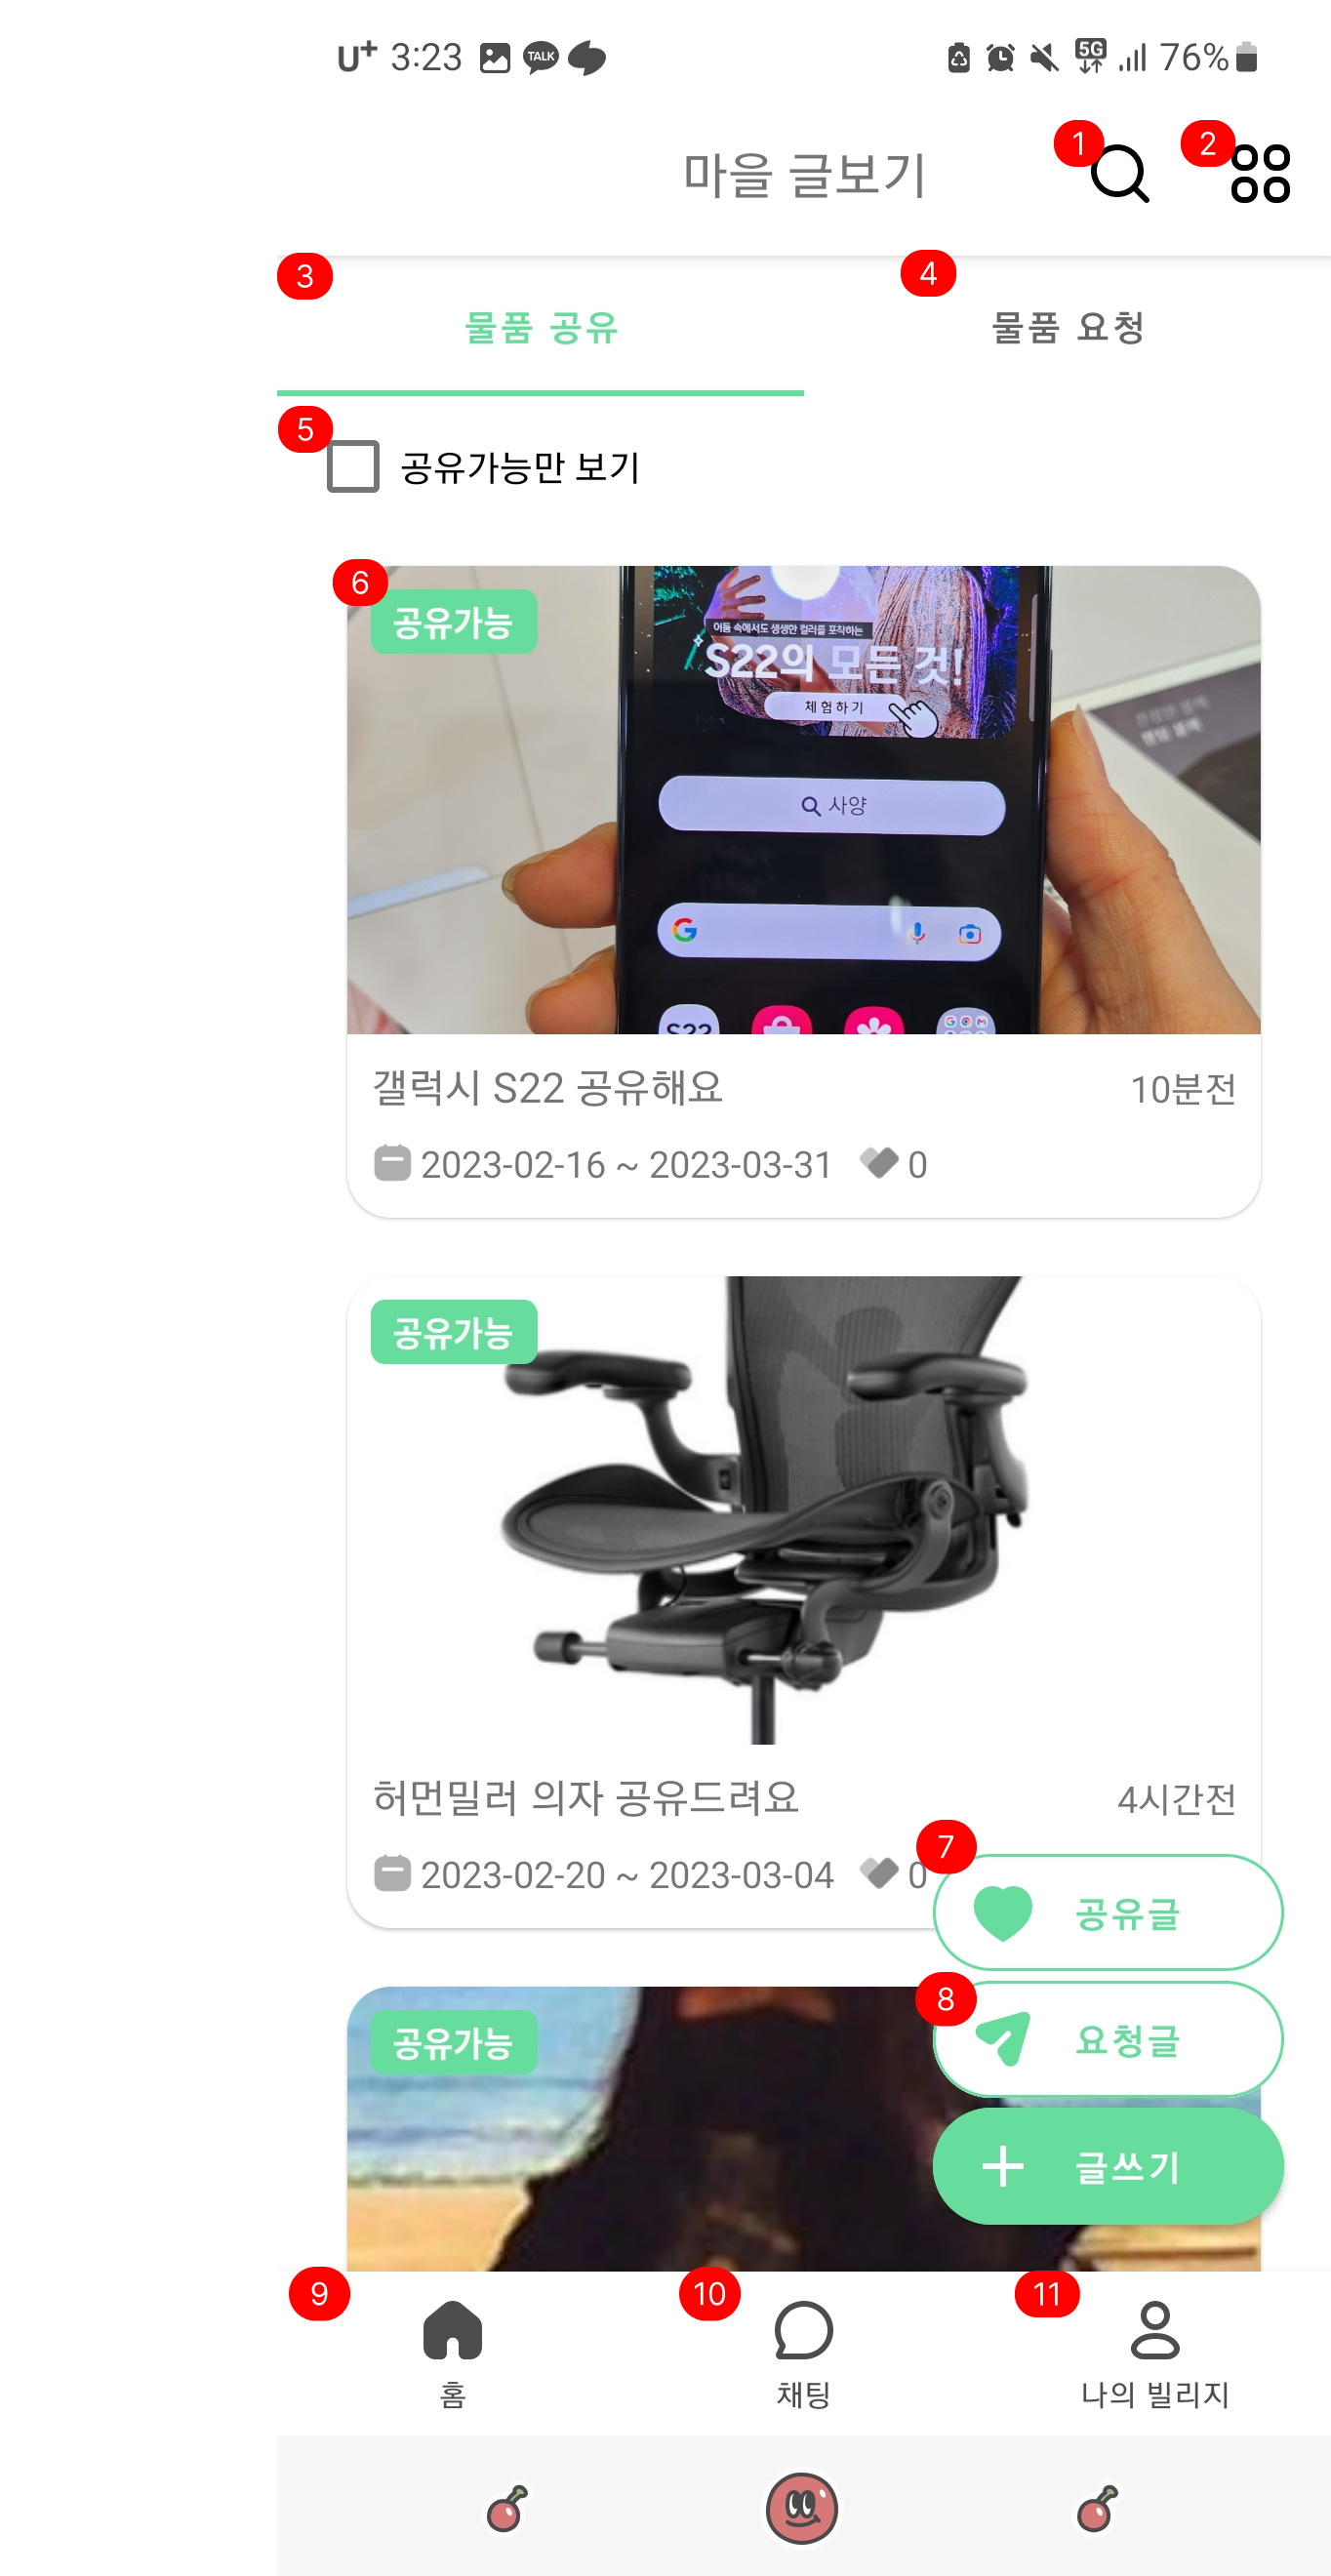 U+ 3:23 TALK 5G 76%
마을 글보기
1
2
3
4
물품 공유
물품 요청
5
공유가능만 보기
6
공유가능
어둠 속에서도 생생한 컬러를 포착하는
S22의 모든 것!
체험하기
사양
G
S22
갤럭시 S22 공유해요
10분전
2023-02-16 ~ 2023-03-31
0
공유가능
허먼밀러 의자 공유드려요
4시간전
2023-02-20 ~ 2023-03-04
0
7
공유글
8
요청글
공유가능
글쓰기
9
10
11
홈
채팅
나의 빌리지